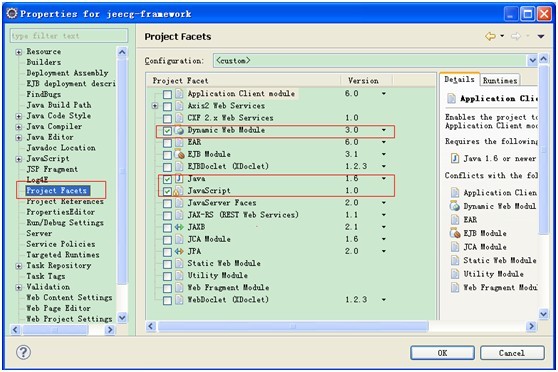 Properties for jeecg-framework
type filter text
Resource
Builders
Deployment Assembly
EJB deployment descri
FindBugs
Java Build Path
Java Code Style
Java Compiler
Java Editor
Javadoc Location
JavaScript
JSP Fragment
Log4E
Project Facets
Project References
PropertiesEditor
Run/Debug Settings
Server
Service Policies
Targeted Runtimes
Task Repository
Task Tags
Validation
Web Content Settings
Web Page Editor
Web Project Settings
Project Facets
Configuration: <custom>
Project Facet Version
Application Client module 6.0
Axis2 Web Services
CXF 2.x Web Services 1.0
Dynamic Web Module 3.0
EAR 6.0
EJB Module 3.1
EJBDoclet (XDoclet) 1.2.3
Java 1.6
JavaScript 1.0
JavaServer Faces 2.0
JAX-RS (REST Web Services) 1.1
JAXB 2.1
JCA Module 1.6
JPA 2.0
Static Web Module
Utility Module
Web Fragment Module
WebDoclet (XDoclet) 1.2.3
Details Runtimes
Application Clie
Enables the project to
Requires the following
Java 1.6 or newer
Conflicts with the fol
Application Client
Dynamic Web Module
EAR
EJB Module
JCA Module
Static Web Module
Utility Module
Web Fragment Modul
OK Cancel